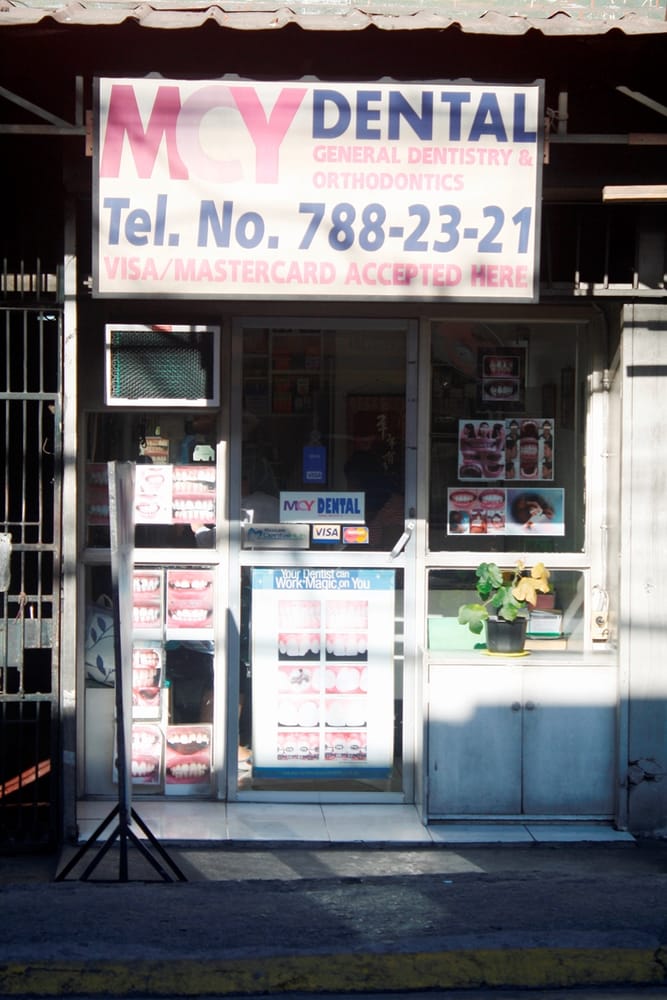 MCY DENTAL
GENERAL DENTISTRY &
ORTHODONTICS
Tel. No. 788-23-21
VISA/MASTERCARD ACCEPTED HERE
VISA
MCY DENTAL
VISA
Your Dentist can
Work Magic on You